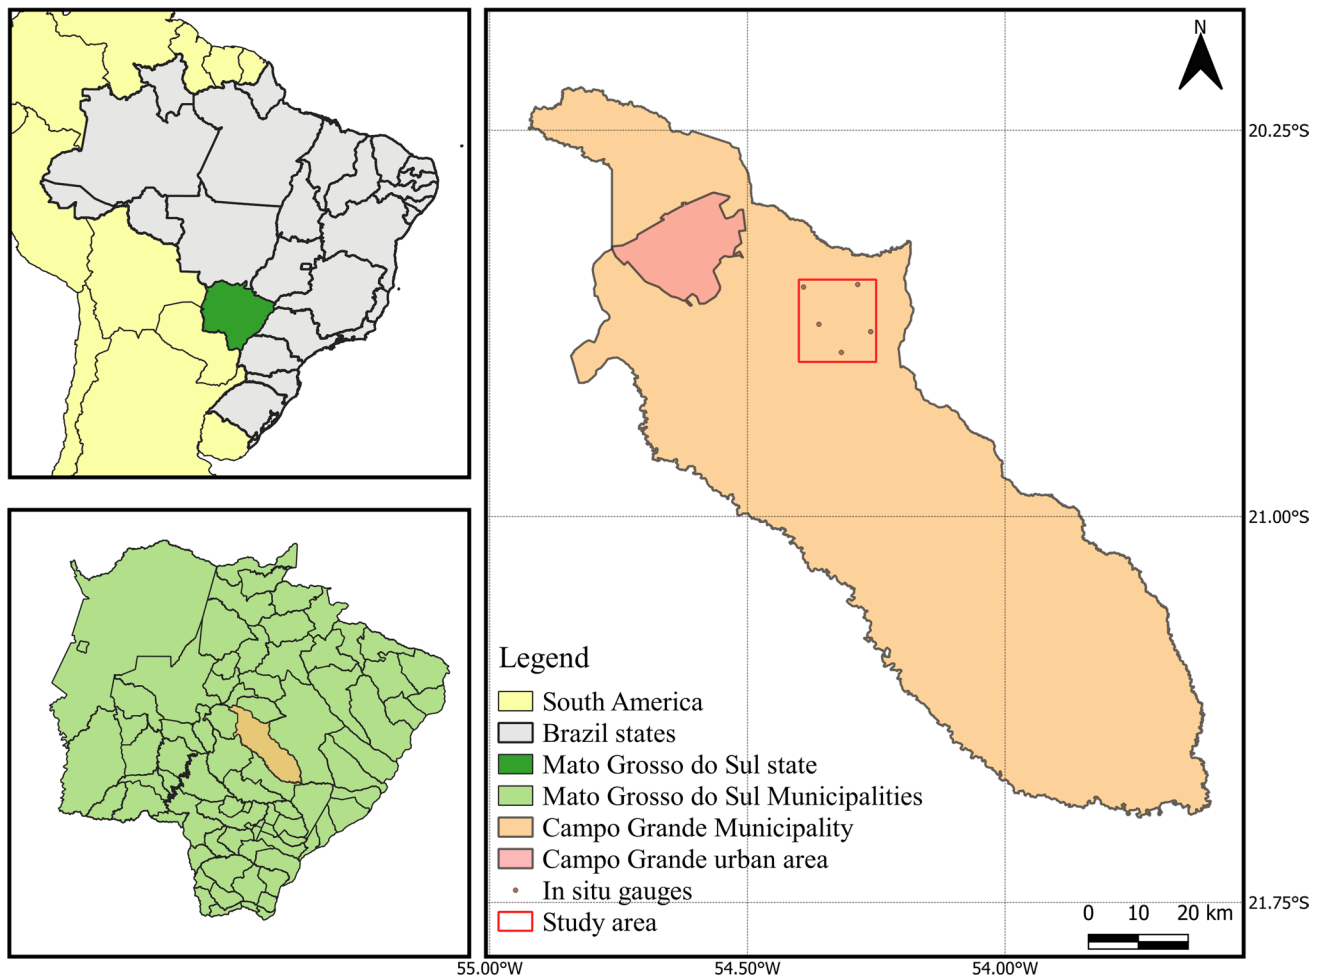 N
20.25°S
21.00°S
Legend
South America
Brazil states
Mato Grosso do Sul state
Mato Grosso do Sul Municipalities
Campo Grande Municipality
Campo Grande urban area
In situ gauges
Study area
0 10 20 km
21.75°S
55.00°W 54.50°W 54.00°W